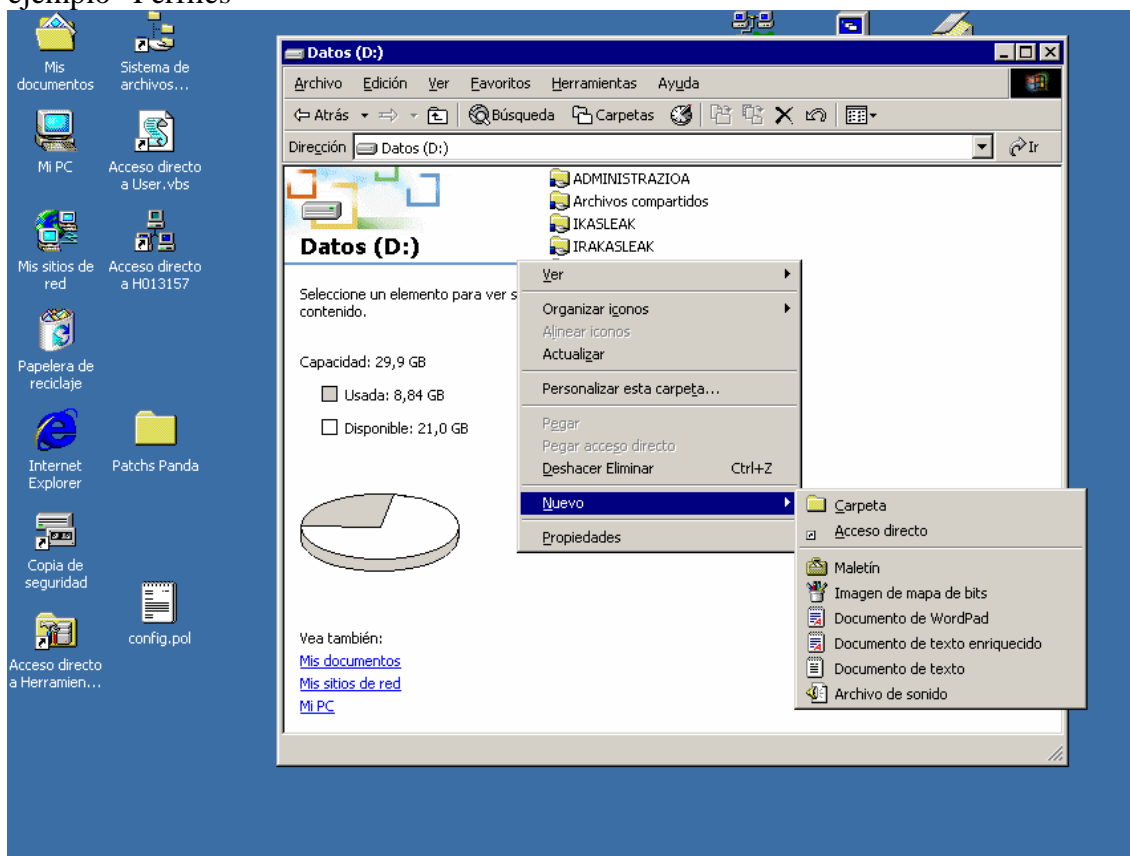 Mis documentos
Sistema de archivos...
Mi PC
Acceso directo a User.vbs
Mis sitios de red
Acceso directo a H013157
Papelera de reciclaje
Internet Explorer
Patchs Panda
Copia de seguridad
config.pol
Acceso directo a Herramien...
Datos (D:)
Archivo Edición Ver Favoritos Herramientas Ayuda
Atrás Búsqueda Carpetas
Dirección Datos (D:) Ir
Datos (D:)
Seleccione un elemento para ver s
contenido.
Capacidad: 29,9 GB
Usada: 8,84 GB
Disponible: 21,0 GB
Vea también:
Mis documentos
Mis sitios de red
Mi PC
ADMINISTRAZIOA
Archivos compartidos
IKASLEAK
IRAKASLEAK
Ver
Organizar iconos
Alinear iconos
Actualizar
Personalizar esta carpeta...
Pegar
Pegar acceso directo
Deshacer Eliminar Ctrl+Z
Nuevo
Propiedades
Carpeta
Acceso directo
Maletín
Imagen de mapa de bits
Documento de WordPad
Documento de texto enriquecido
Documento de texto
Archivo de sonido